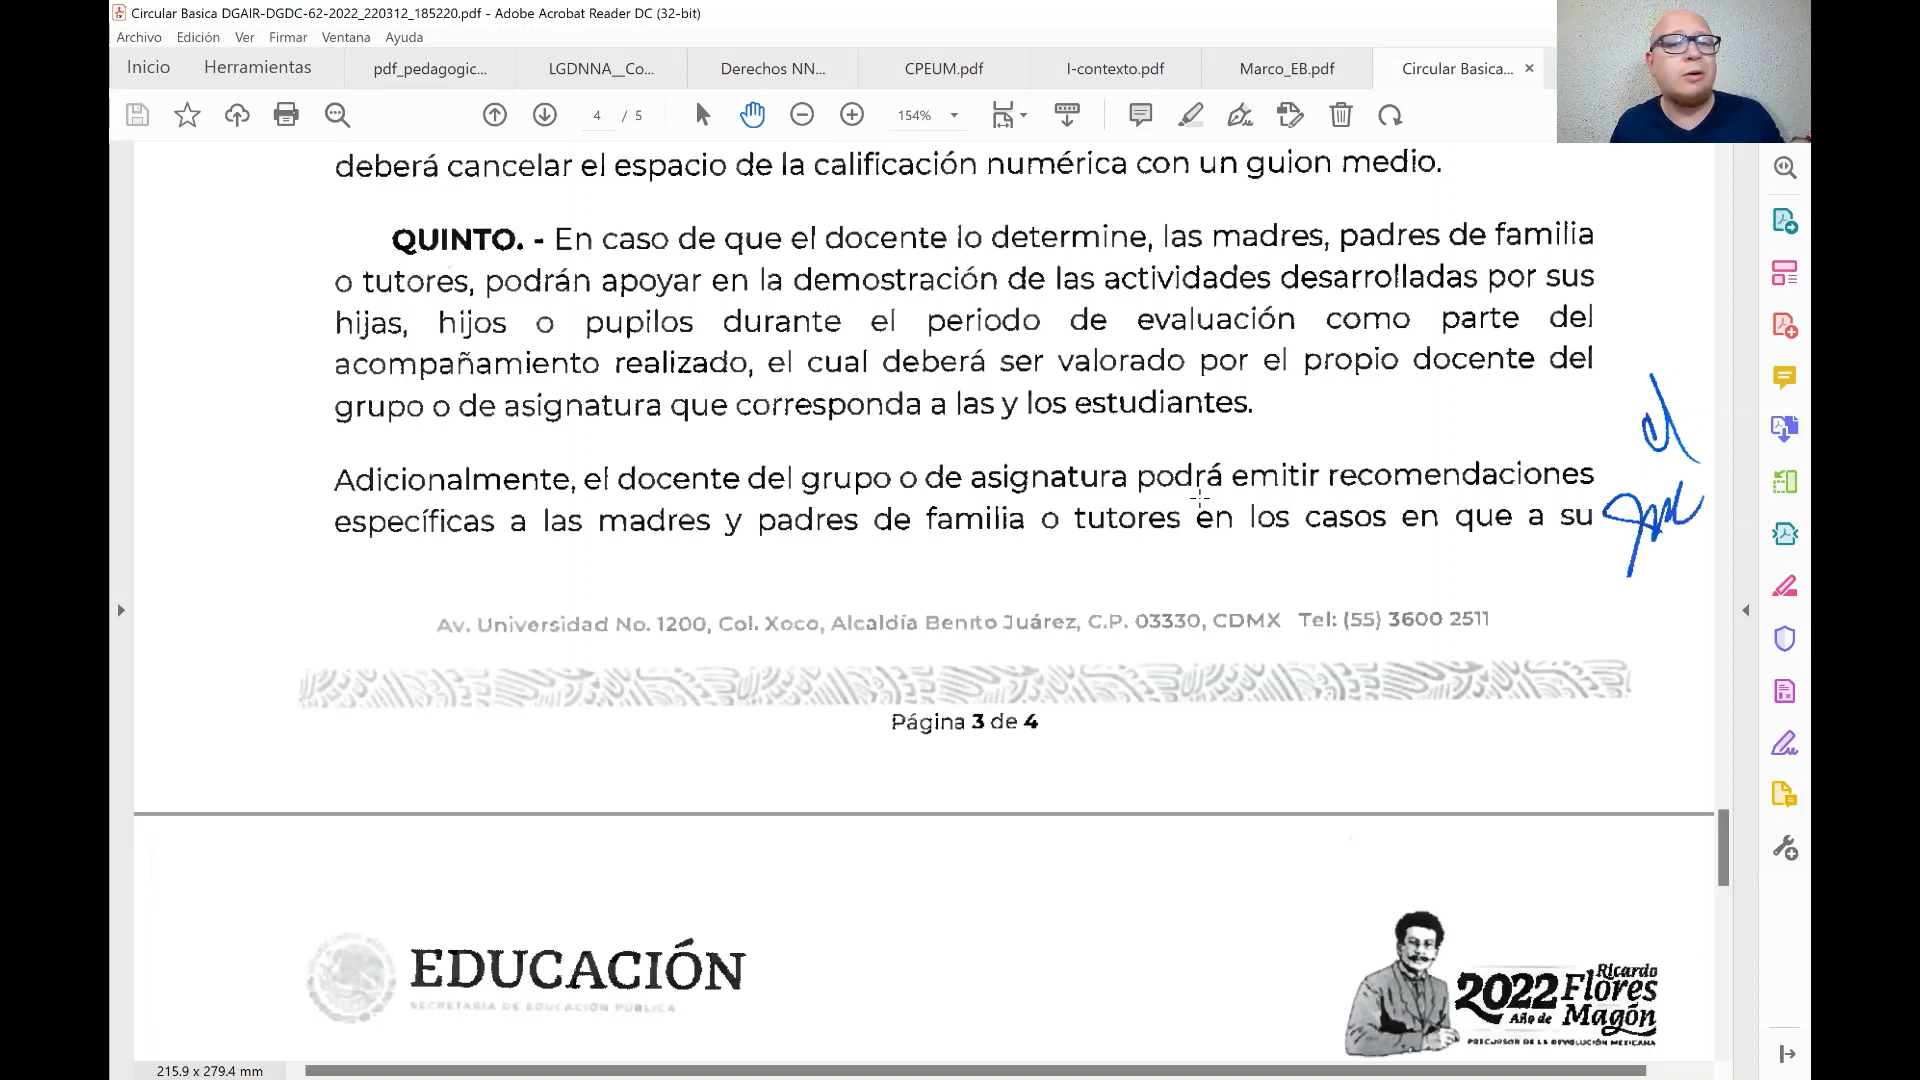 Circular Basica DGAIR-DGDC-62-2022_220312_185220.pdf - Adobe Acrobat Reader DC (32-bit)
Archivo Edición Ver Firmar Ventana Ayuda
Inicio Herramientas pdf_pedagogic... LGDNNA__Co... Derechos NN... CPEUM.pdf I-contexto.pdf Marco_EB.pdf Circular Basica... ×
4 / 5 154%
deberá cancelar el espacio de la calificación numérica con un guion medio.
QUINTO. - En caso de que el docente lo determine, las madres, padres de familia
o tutores, podrán apoyar en la demostración de las actividades desarrolladas por sus
hijas, hijos o pupilos durante el periodo de evaluación como parte del
acompañamiento realizado, el cual deberá ser valorado por el propio docente del
grupo o de asignatura que corresponda a las y los estudiantes.
Adicionalmente, el docente del grupo o de asignatura podrá emitir recomendaciones
específicas a las madres y padres de familia o tutores en los casos en que a su
Av. Universidad No. 1200, Col. Xoco, Alcaldía Benito Juárez, C.P. 03330, CDMX Tel: (55) 3600 2511
Página 3 de 4
EDUCACIÓN
SECRETARÍA DE EDUCACIÓN PÚBLICA
2022 Ricardo
Flores
Año de Magón
PRECURSOR DE LA REVOLUCIÓN MEXICANA
215.9 x 279.4 mm